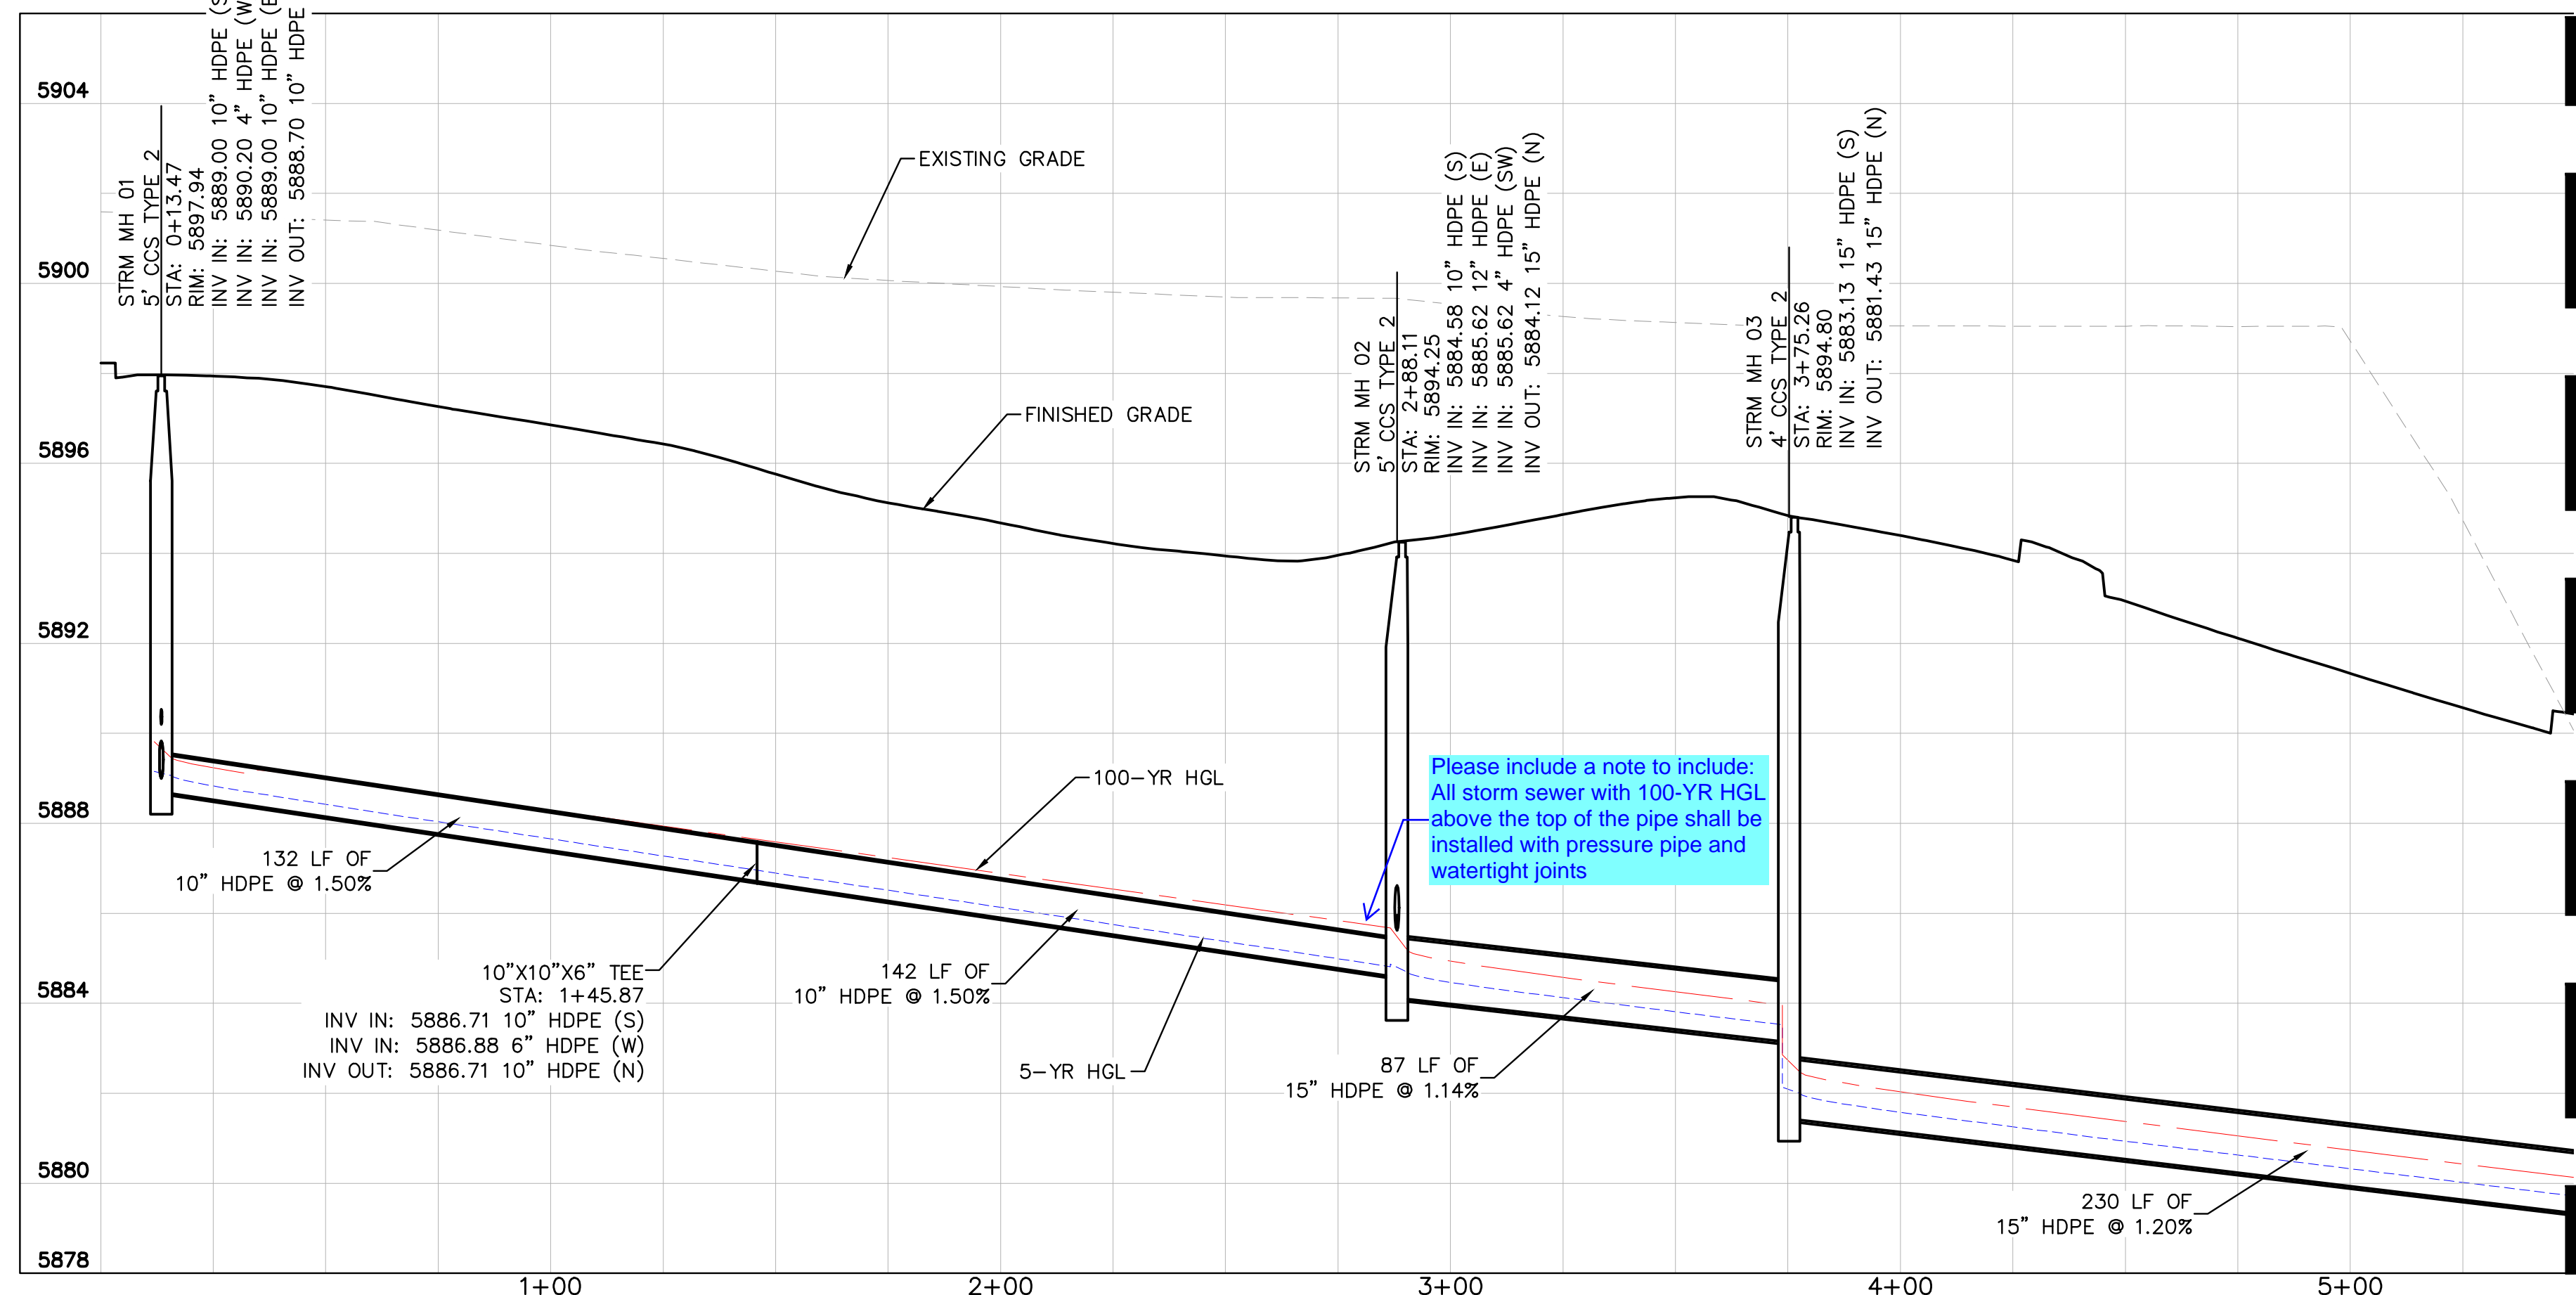 5904
5900
5896
5892
5888
5884
5880
5878
STRM MH 01
5' CCS TYPE 2
STA: 0+13.47
RIM: 5897.94
INV IN: 5889.00 10" HDPE (S
INV IN: 5890.20 4" HDPE (W
INV IN: 5889.00 10" HDPE (E
INV OUT: 5888.70 10" HDPE
EXISTING GRADE
FINISHED GRADE
STRM MH 02
5' CCS TYPE 2
STA: 2+88.11
RIM: 5894.25
INV IN: 5884.58 10" HDPE (S)
INV IN: 5885.62 12" HDPE (E)
INV IN: 5885.62 4" HDPE (SW)
INV OUT: 5884.12 15" HDPE (N)
STRM MH 03
4' CCS TYPE 2
STA: 3+75.26
RIM: 5894.80
INV IN: 5883.13 15" HDPE (S)
INV OUT: 5881.43 15" HDPE (N)
100-YR HGL
Please include a note to include:
All storm sewer with 100-YR HGL
above the top of the pipe shall be
installed with pressure pipe and
watertight joints
132 LF OF
10" HDPE @ 1.50%
10"X10"X6" TEE
STA: 1+45.87
INV IN: 5886.71 10" HDPE (S)
INV IN: 5886.88 6" HDPE (W)
INV OUT: 5886.71 10" HDPE (N)
142 LF OF
10" HDPE @ 1.50%
5-YR HGL
87 LF OF
15" HDPE @ 1.14%
230 LF OF
15" HDPE @ 1.20%
1+00
2+00
3+00
4+00
5+00